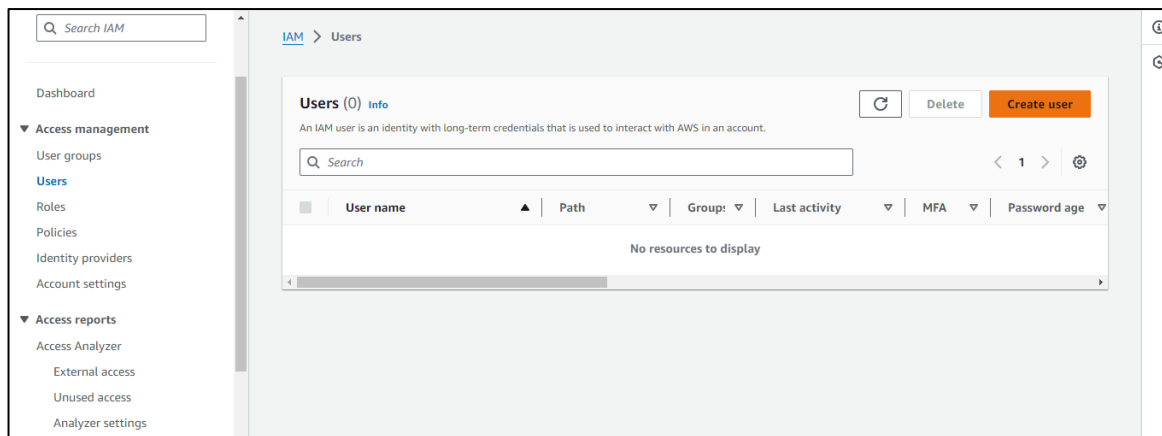 Search IAM
Dashboard
Access management
User groups
Users
Roles
Policies
Identity providers
Account settings
Access reports
Access Analyzer
External access
Unused access
Analyzer settings
IAM > Users
Users (0) Info
Delete
Create user
An IAM user is an identity with long-term credentials that is used to interact with AWS in an account.
Search
< 1 >
User name Path Group: Last activity MFA Password age
No resources to display